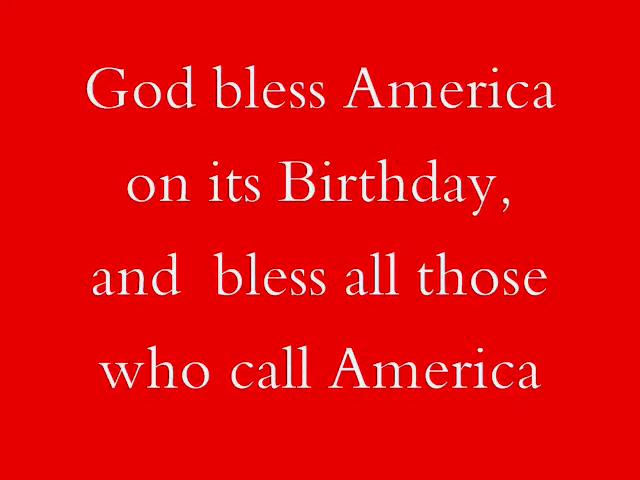 God bless America
on its Birthday,
and  bless all those
who call America